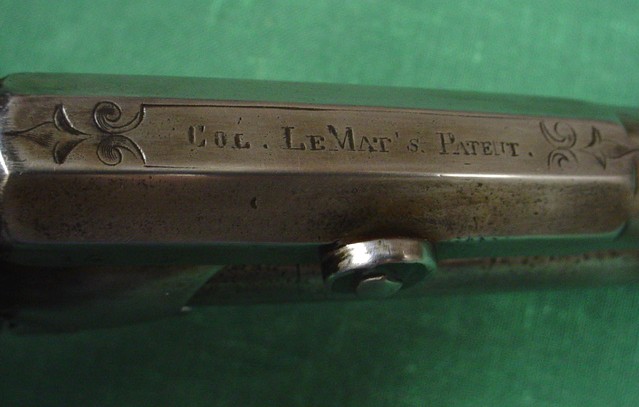 COL. LEMAT's. PATENT.